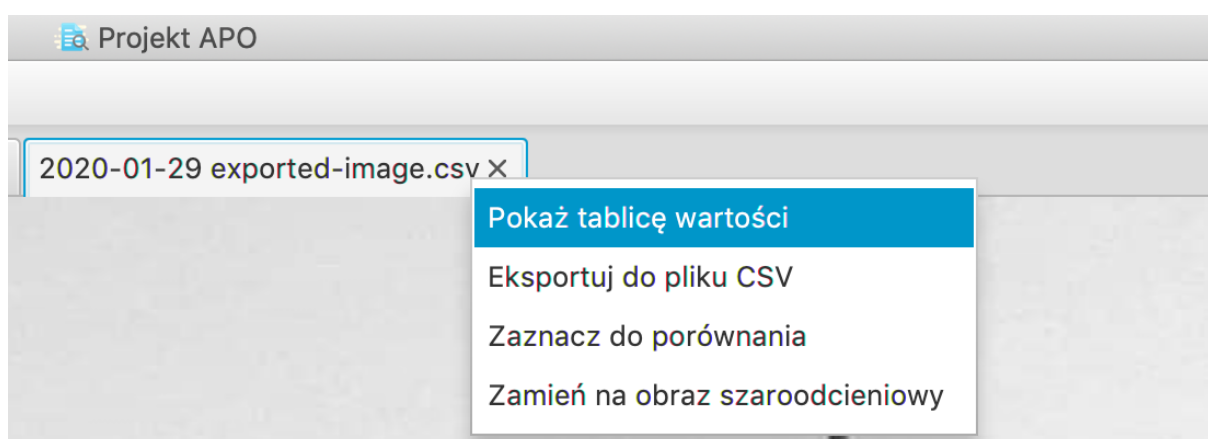 Projekt APO
2020-01-29 exported-image.csv ×
Pokaż tablicę wartości
Eksportuj do pliku CSV
Zaznacz do porównania
Zamień na obraz szaroodcieniowy